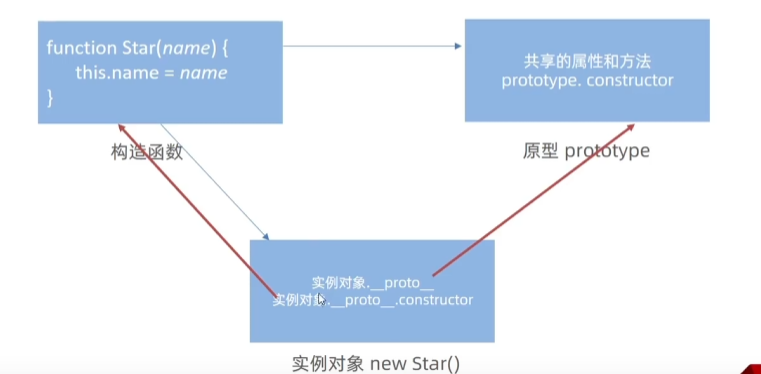 function Star(name) {
this.name = name
}
共享的属性和方法
prototype. constructor
构造函数
原型 prototype
实例对象.__proto__
实例对象.__proto__.constructor
实例对象 new Star()